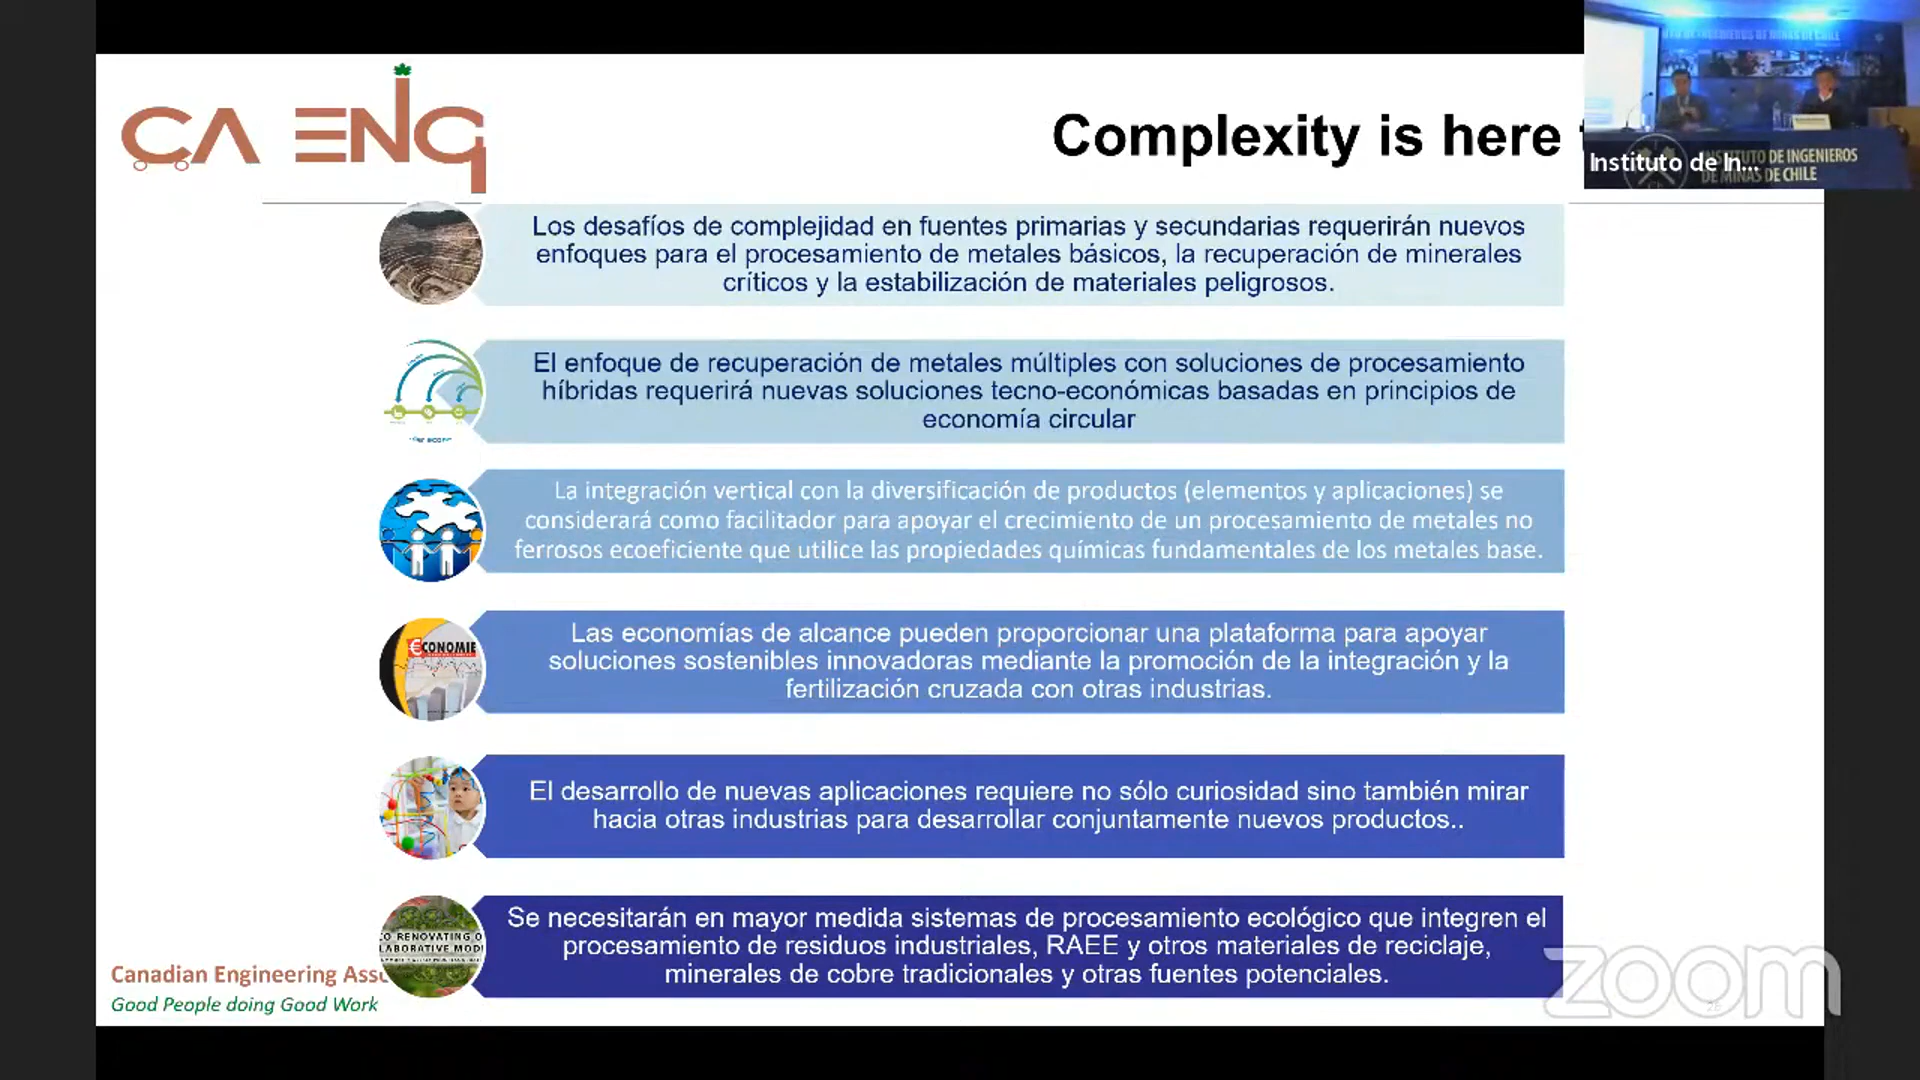 CA ENG
Complexity is here
Instituto de In...
INSTITUTO DE INGENIEROS
DE MINAS DE CHILE
Los desafíos de complejidad en fuentes primarias y secundarias requerirán nuevos
enfoques para el procesamiento de metales básicos, la recuperación de minerales
críticos y la estabilización de materiales peligrosos.
El enfoque de recuperación de metales múltiples con soluciones de procesamiento
híbridas requerirá nuevas soluciones tecno-económicas basadas en principios de
economía circular
La integración vertical con la diversificación de productos (elementos y aplicaciones) se
considerará como facilitador para apoyar el crecimiento de un procesamiento de metales no
ferrosos ecoeficiente que utilice las propiedades químicas fundamentales de los metales base.
€CONOMIE
Las economías de alcance pueden proporcionar una plataforma para apoyar
soluciones sostenibles innovadoras mediante la promoción de la integración y la
fertilización cruzada con otras industrias.
El desarrollo de nuevas aplicaciones requiere no sólo curiosidad sino también mirar
hacia otras industrias para desarrollar conjuntamente nuevos productos..
Se necesitarán en mayor medida sistemas de procesamiento ecológico que integren el
procesamiento de residuos industriales, RAEE y otros materiales de reciclaje,
minerales de cobre tradicionales y otras fuentes potenciales.
RENOVATING
Canadian Engineering
Good People doing Good Work
zoom